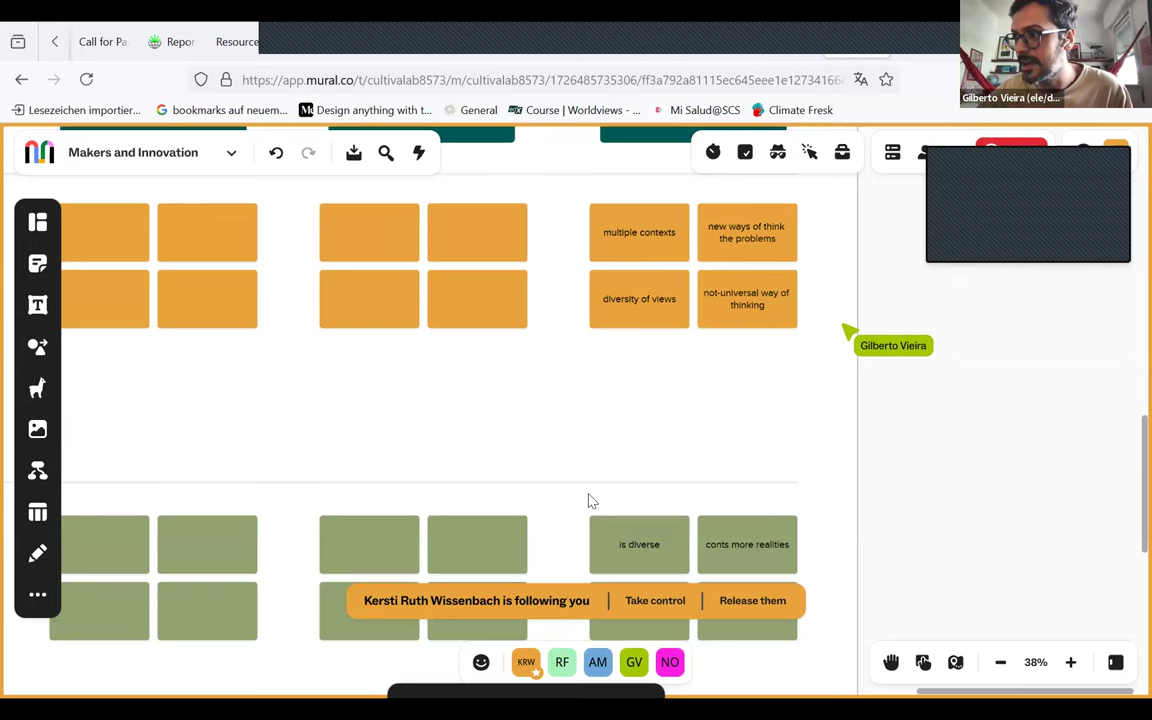 Call for Pa
Repor
Resource
https://app.mural.co/t/cultivalab8573/m/cultivalab8573/1726485735306/ff3a792a81115ec645eee1e12734166
Lesezeichen importier...
bookmarks auf neuem...
Design anything with t...
General
Course | Worldviews – ...
Mi Salud@SCS
Climate Fresk
Gilberto Vieira (ele/d...
Makers and Innovation
multiple contexts
new ways of think
the problems
diversity of views
not-universal way of
thinking
Gilberto Vieira
is diverse
conts more realities
Kersti Ruth Wissenbach is following you
Take control
Release them
KRW
RF
AM
GV
NO
38%